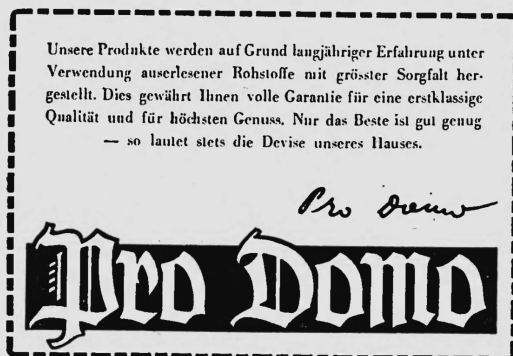 Unsere Produkte werden auf Grund langjähriger Erfahrung unter
Verwendung auserlesener Rohstoffe mit grösster Sorgfalt her-
gestellt. Dies gewährt Ihnen volle Garantie für eine erstklassige
Qualität und für höchsten Genuss. Nur das Beste ist gut genug
— so lautet stets die Devise unseres Hauses.
Pro Domo
Pro Domo